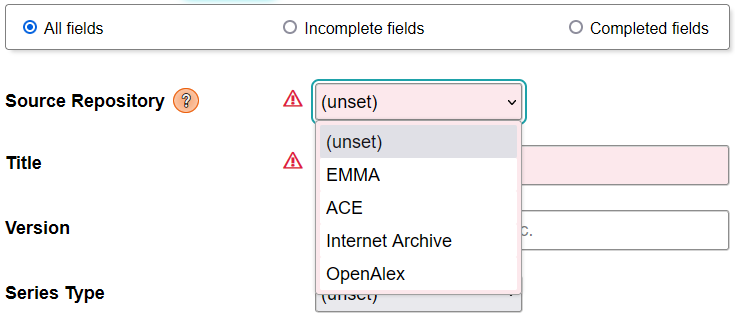 All fields Incomplete fields Completed fields
Source Repository ? (unset)
(unset)
Title
EMMA
ACE
Version c.
Internet Archive
OpenAlex
Series Type (unset)